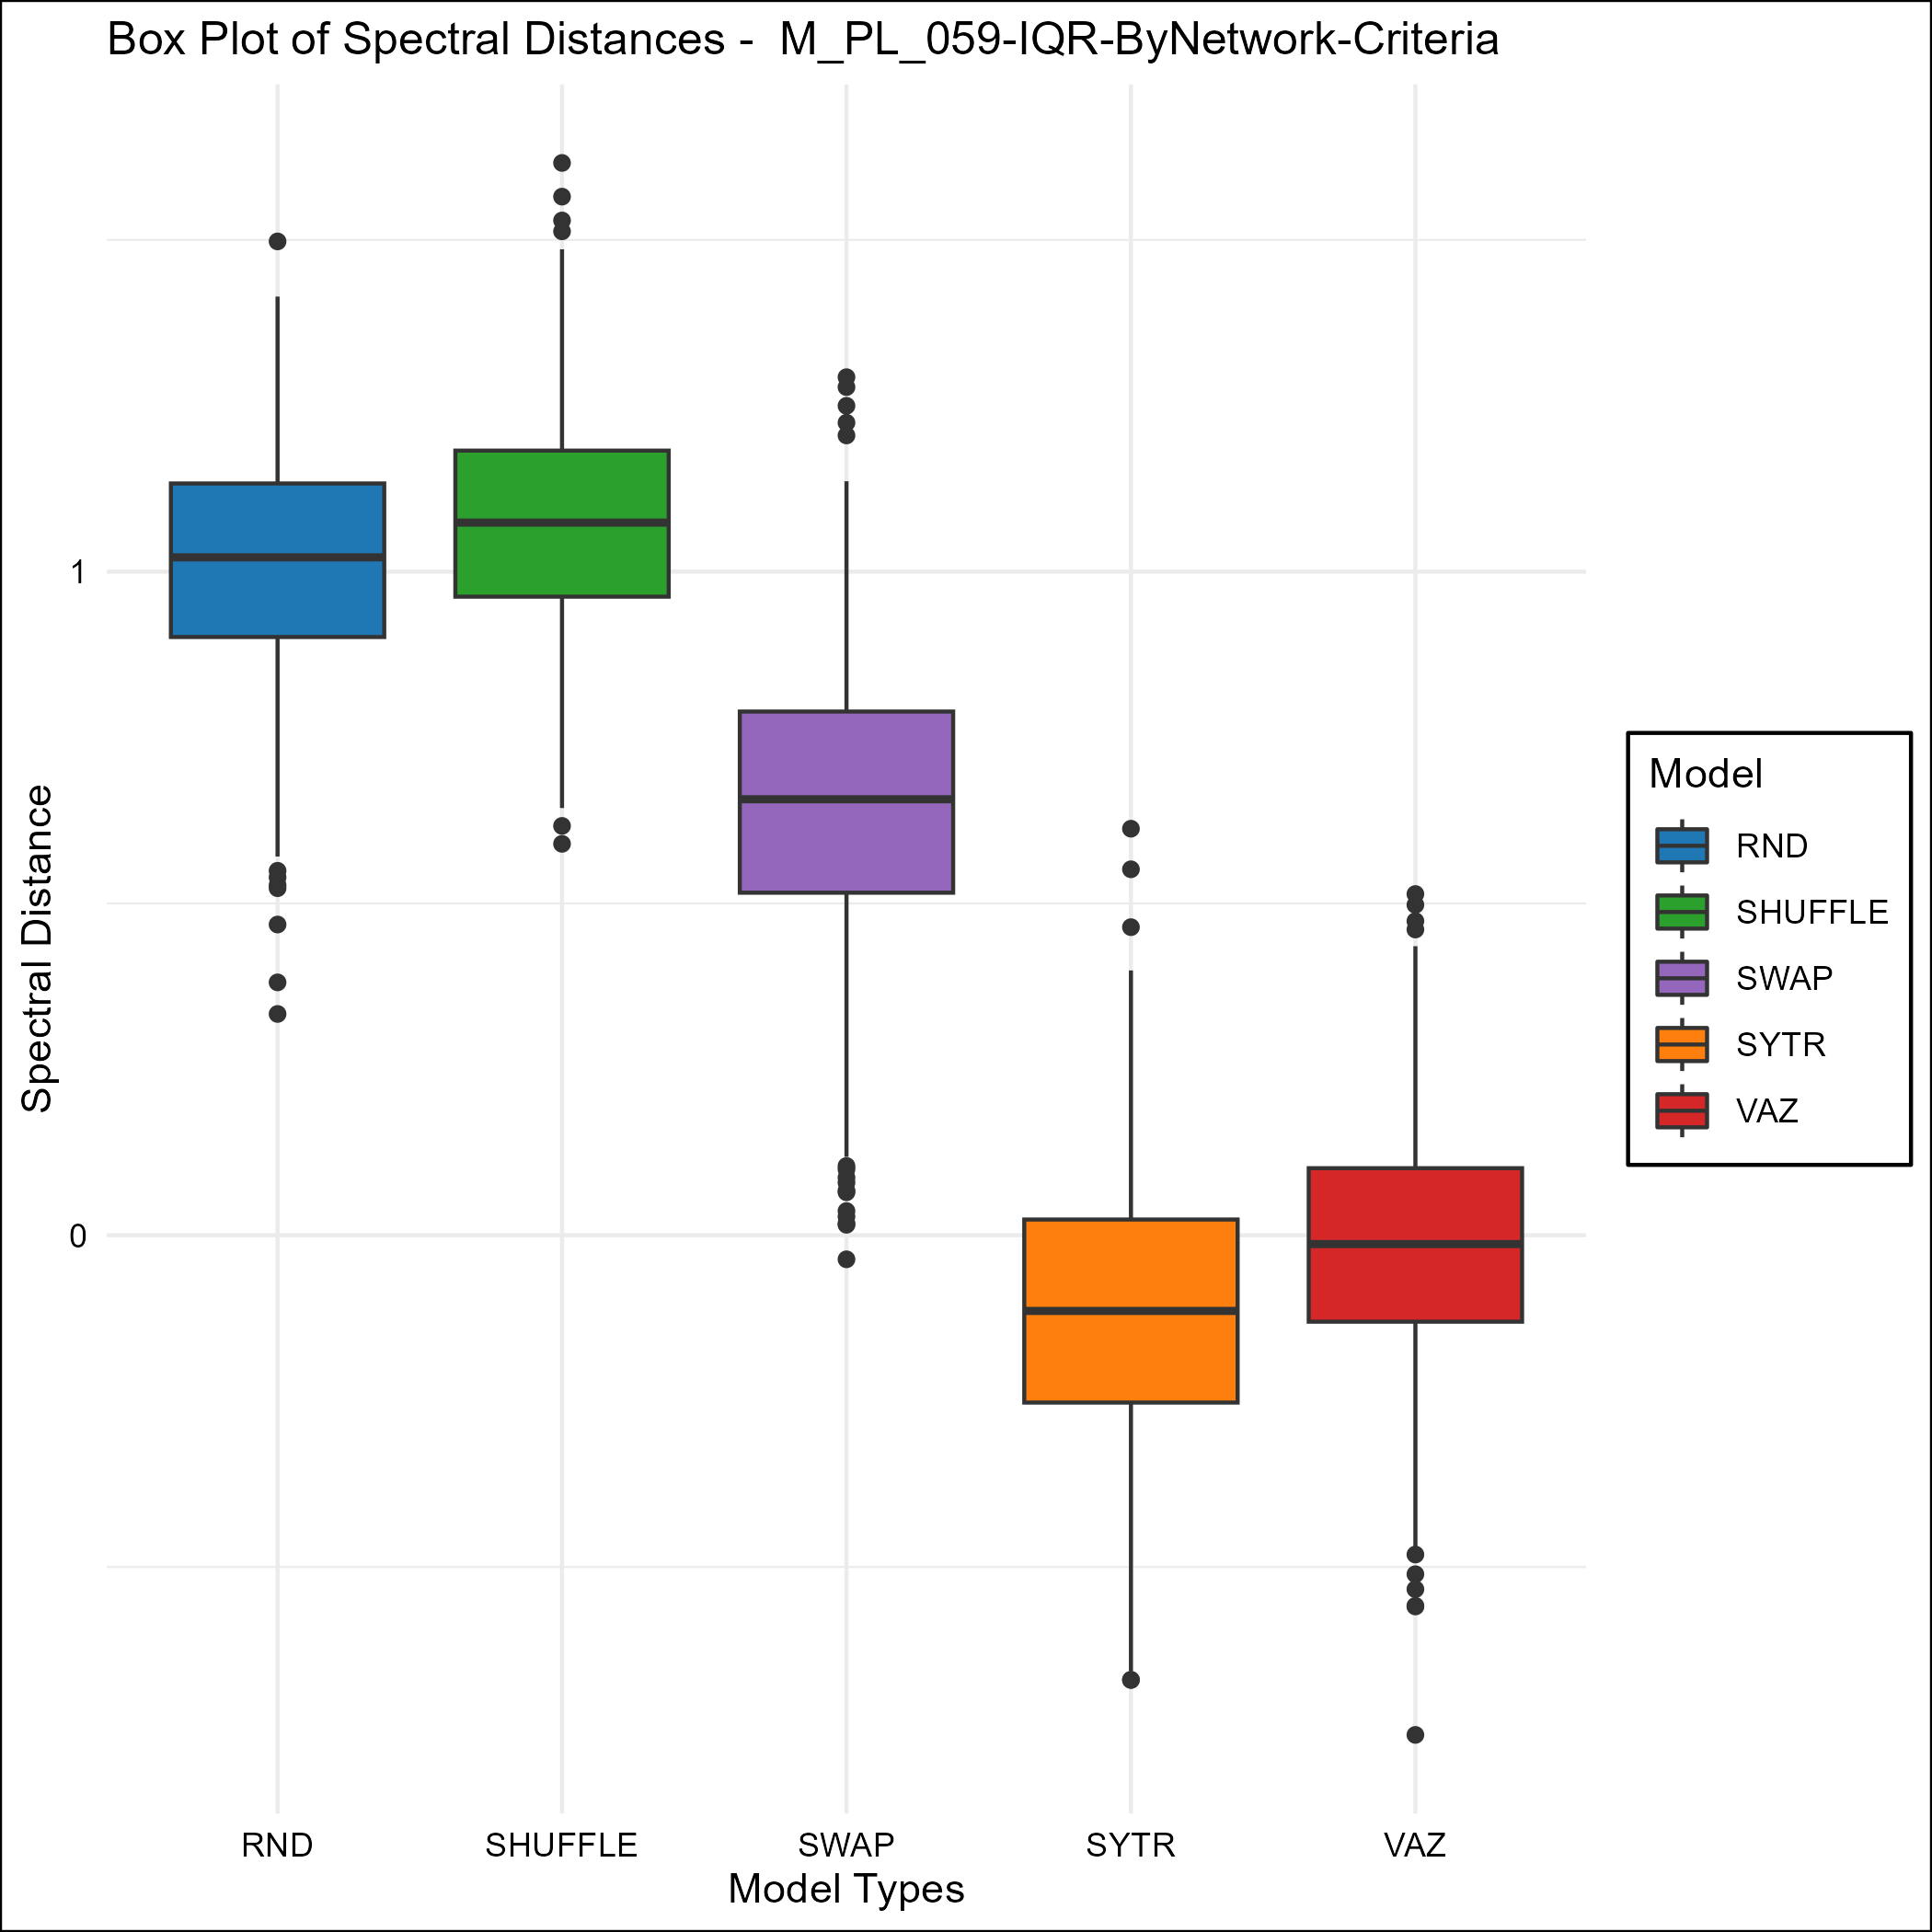 Box Plot of Spectral Distances -  M_PL_059-IQR-ByNetwork-Criteria
Spectral Distance
1
0
RND
SHUFFLE
SWAP
SYTR
VAZ
Model Types
Model
RND
SHUFFLE
SWAP
SYTR
VAZ